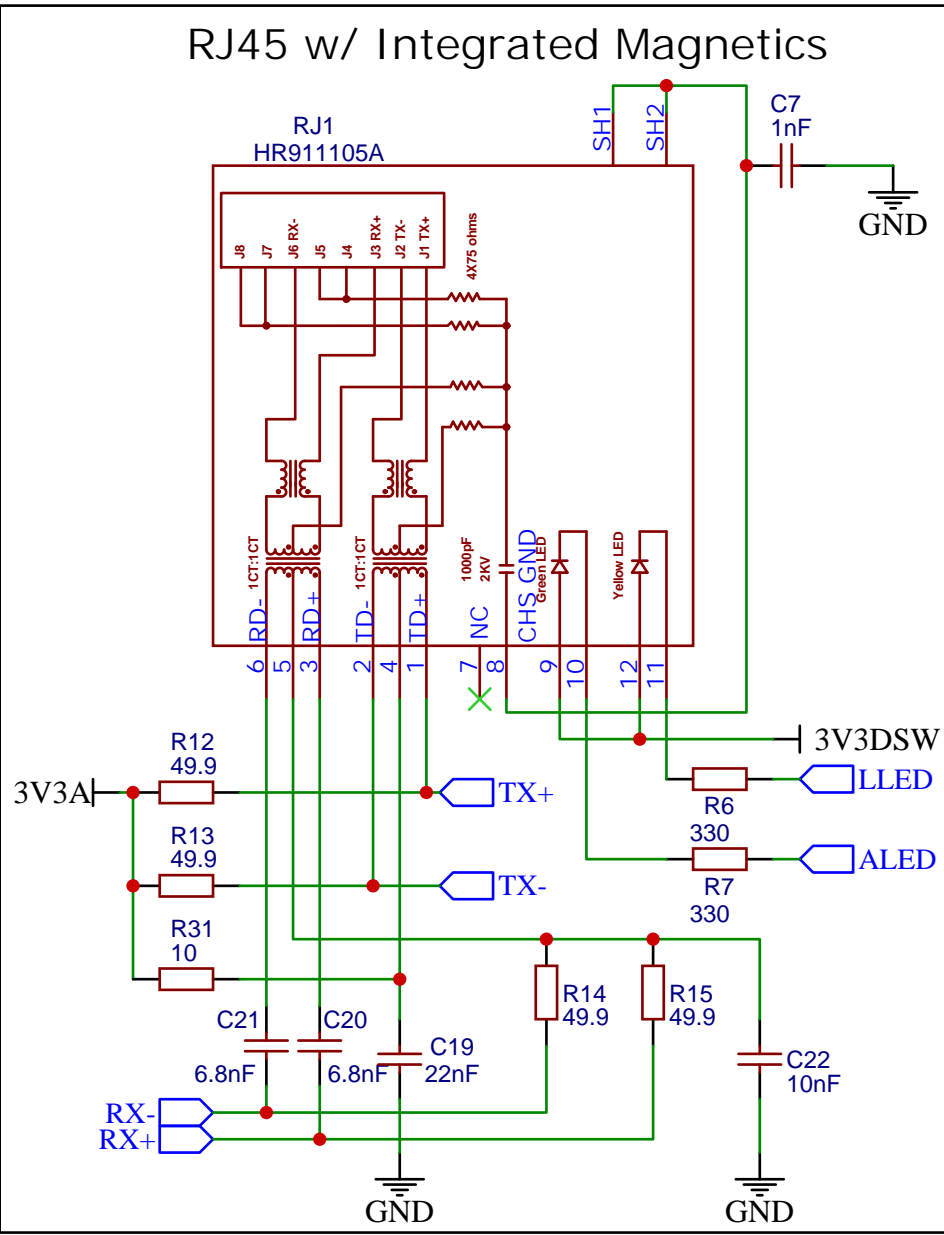 RJ45 w/ Integrated Magnetics
C7
1nF
GND
RJ1
HR911105A
SH1
SH2
J8
J7
J6 RX-
J5
J4
J3 RX+
J2 TX-
J1 TX+
4X75 ohms
1CT:1CT
1CT:1CT
1000pF
2KV
Green LED
Yellow LED
RD-
RD+
TD-
TD+
NC
CHS GND
6
5
3
2
4
1
7
8
9
10
12
11
3V3DSW
R12
49.9
3V3A
TX+
R6
330
LLED
R13
49.9
TX-
R7
330
ALED
R31
10
R14
49.9
R15
49.9
C21
6.8nF
C20
6.8nF
C19
22nF
C22
10nF
RX-
RX+
GND
GND